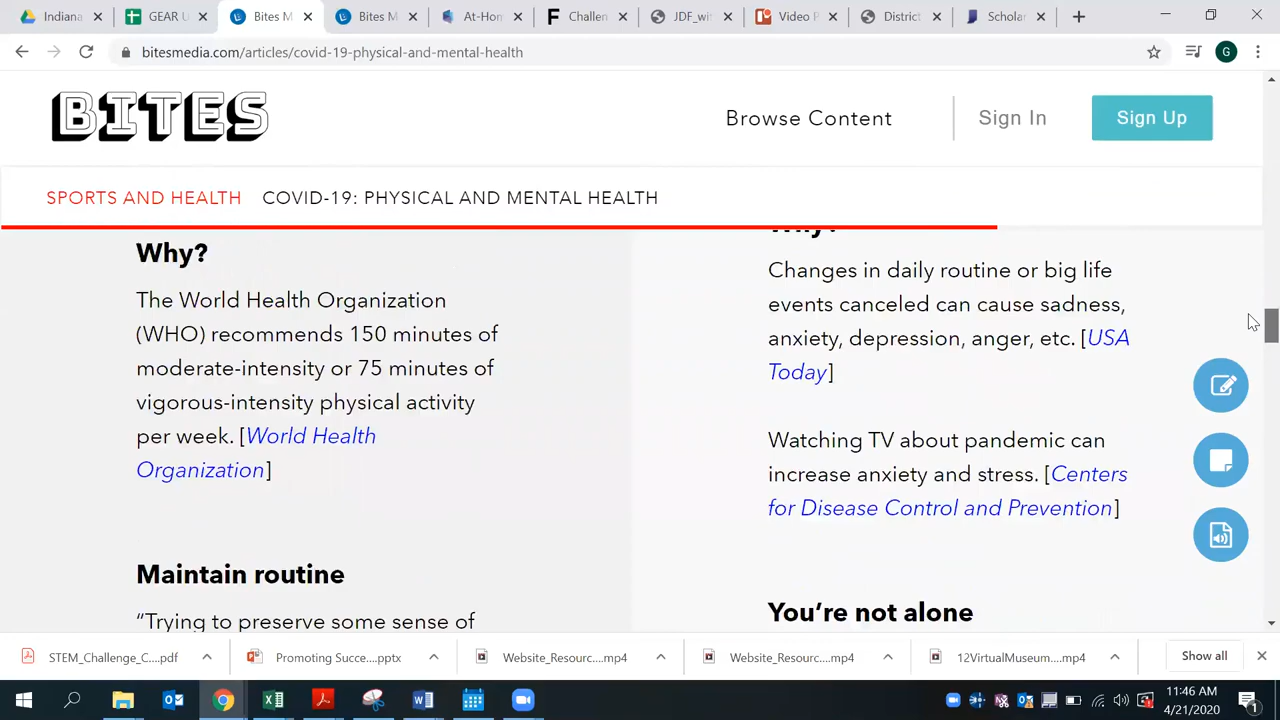 Indiana
GEAR U
Bites M
Bites M
At-Hon
F Challen
JDF_wi
Video P
District
Schola
bitesmedia.com/articles/covid-19-physical-and-mental-health
G
BITES
Browse Content
Sign In
Sign Up
SPORTS AND HEALTH COVID-19: PHYSICAL AND MENTAL HEALTH
Why?
The World Health Organization
(WHO) recommends 150 minutes of
moderate-intensity or 75 minutes of
vigorous-intensity physical activity
per week. [World Health
Organization]
Maintain routine
“Trying to preserve some sense of
Why?
Changes in daily routine or big life
events canceled can cause sadness,
anxiety, depression, anger, etc. [USA
Today]
Watching TV about pandemic can
increase anxiety and stress. [Centers
for Disease Control and Prevention]
You’re not alone
STEM_Challenge_C....pdf
Promoting Succe....pptx
Website_Resourc....mp4
Website_Resourc....mp4
12VirtualMuseum....mp4
Show all
11:46 AM
4/21/2020
1